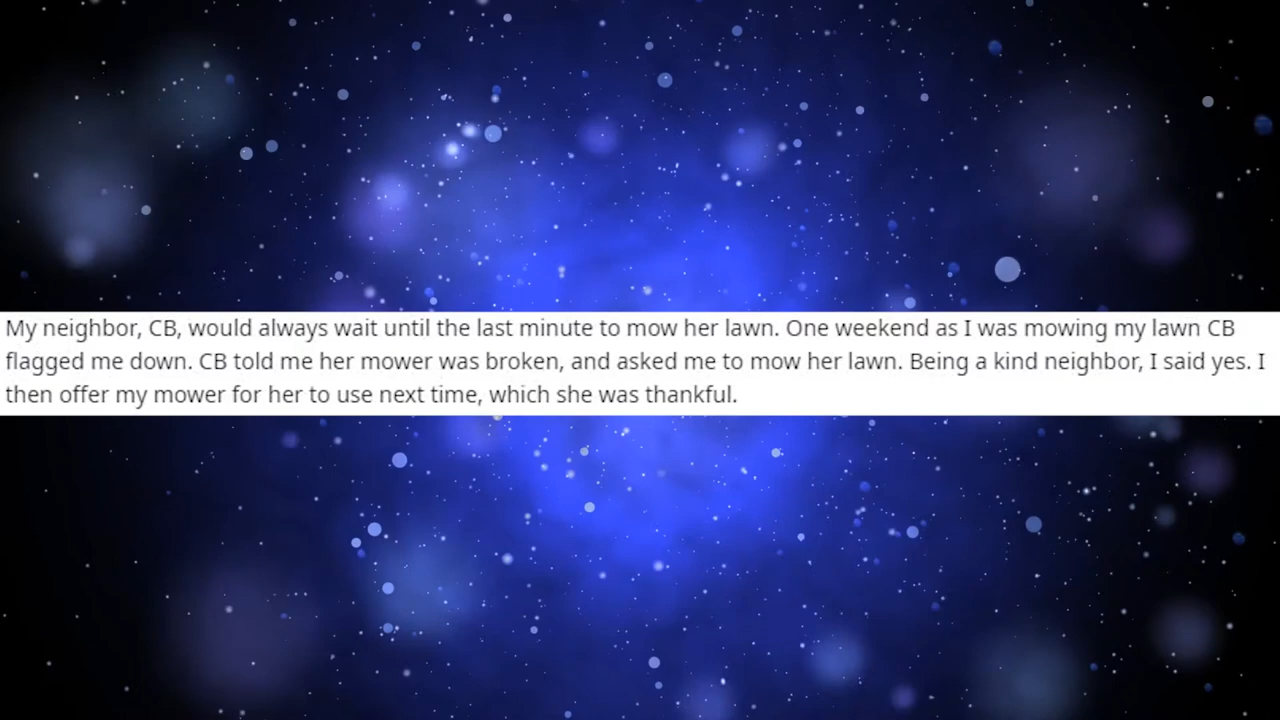 My neighbor, CB, would always wait until the last minute to mow her lawn. One weekend as I was mowing my lawn CB
flagged me down. CB told me her mower was broken, and asked me to mow her lawn. Being a kind neighbor, I said yes. I
then offer my mower for her to use next time, which she was thankful.